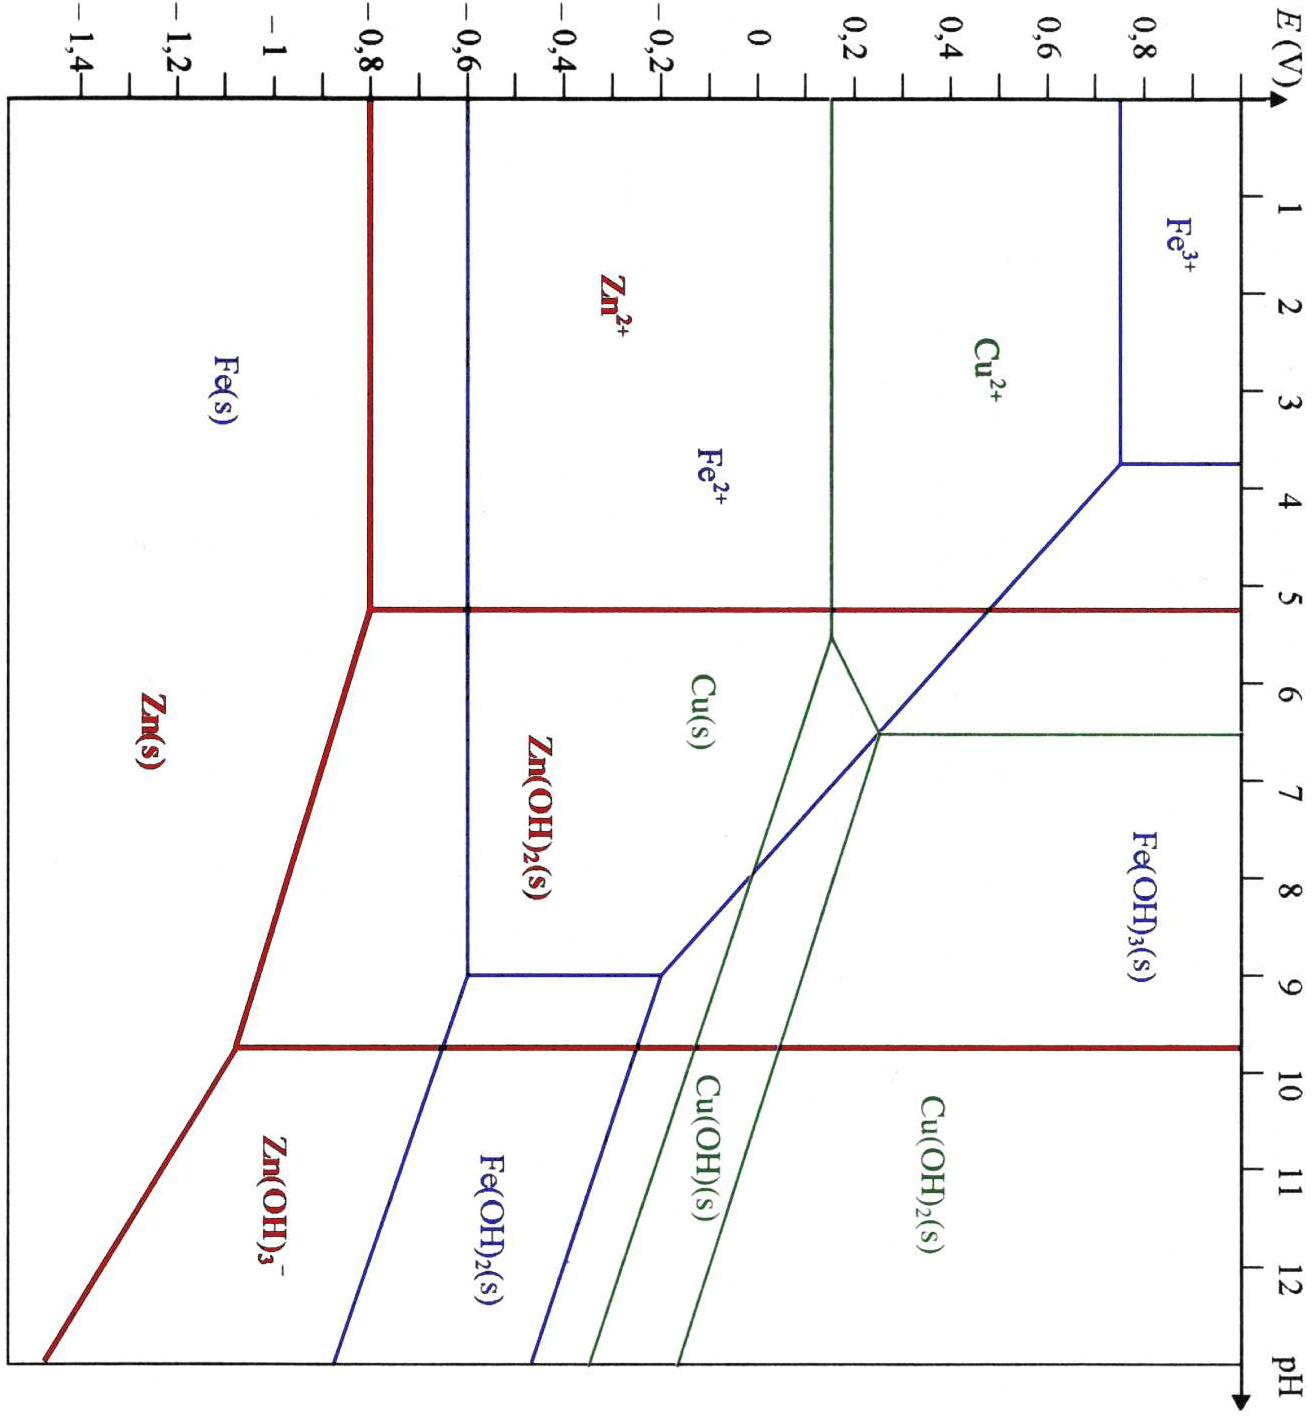 E (V)
0,8
0,6
0,4
0,2
0
−0,2
−0,4
−0,6
−0,8
−1
−1,2
−1,4
1
2
3
4
5
6
7
8
9
10
11
12
pH
Fe³⁺
Cu²⁺
Fe(OH)₃(s)
Cu(OH)₂(s)
Fe²⁺
Cu(s)
Cu(OH)(s)
Zn²⁺
Zn(OH)₂(s)
Fe(OH)₂(s)
Zn(OH)₃⁻
Fe(s)
Zn(s)